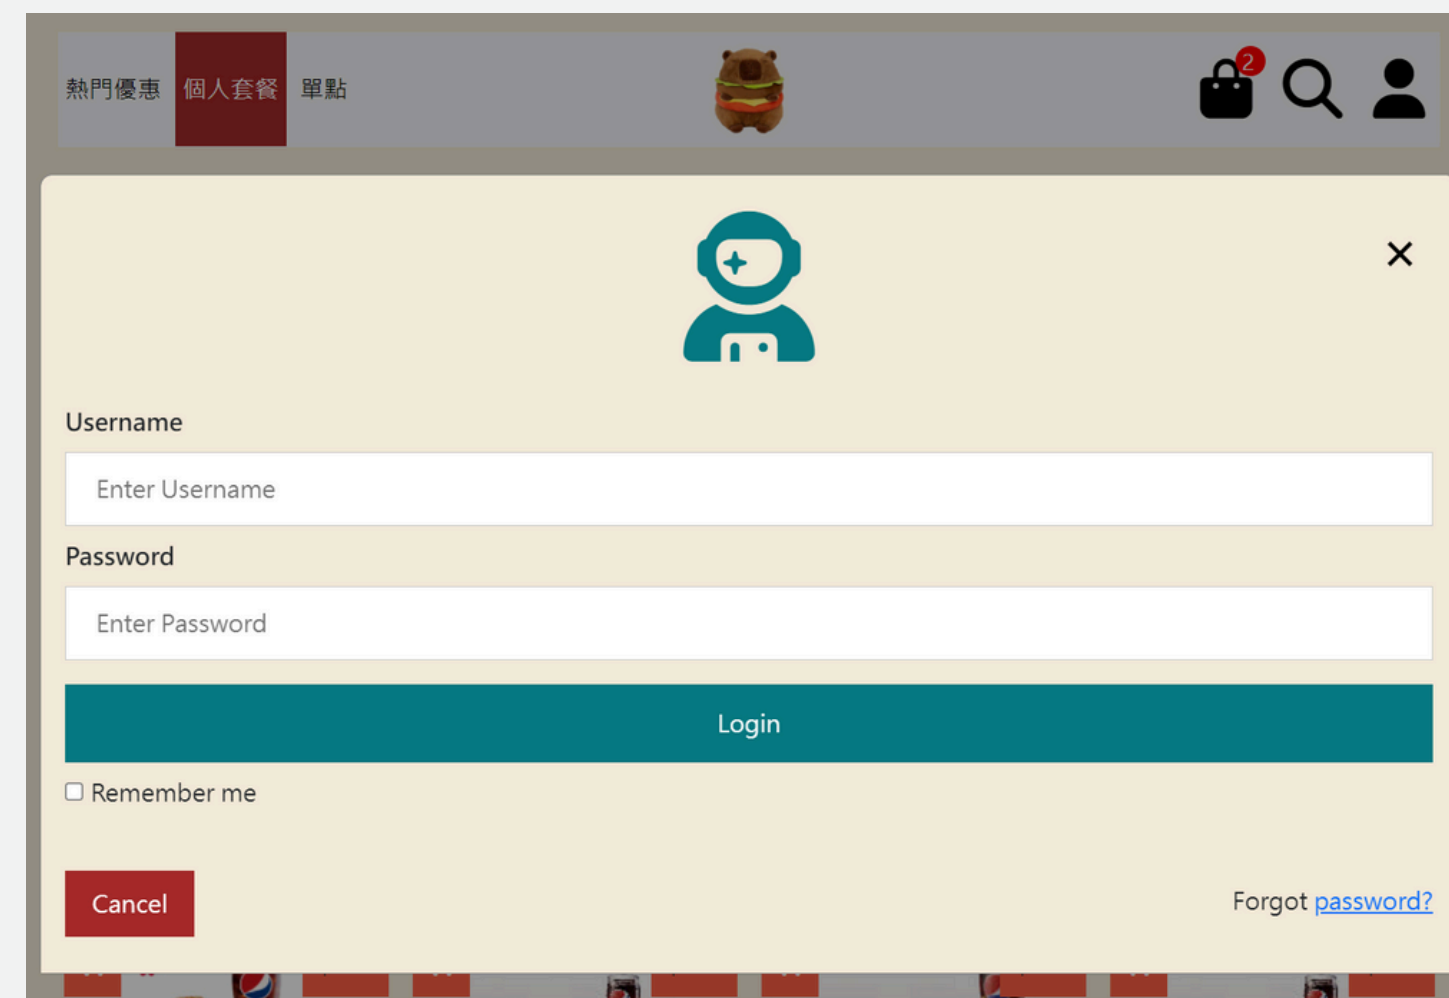 熱門優惠 個人套餐 單點 2
Username
Enter Username
Password
Enter Password
Login
Remember me
Cancel
Forgot password?